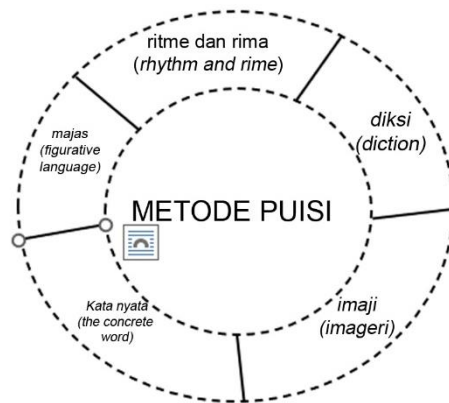 ritme dan rima
(rhythm and rime)
diksi
(diction)
majas
(figurative
language)
METODE PUISI
Kata nyata
(the concrete
word)
imaji
(imageri)